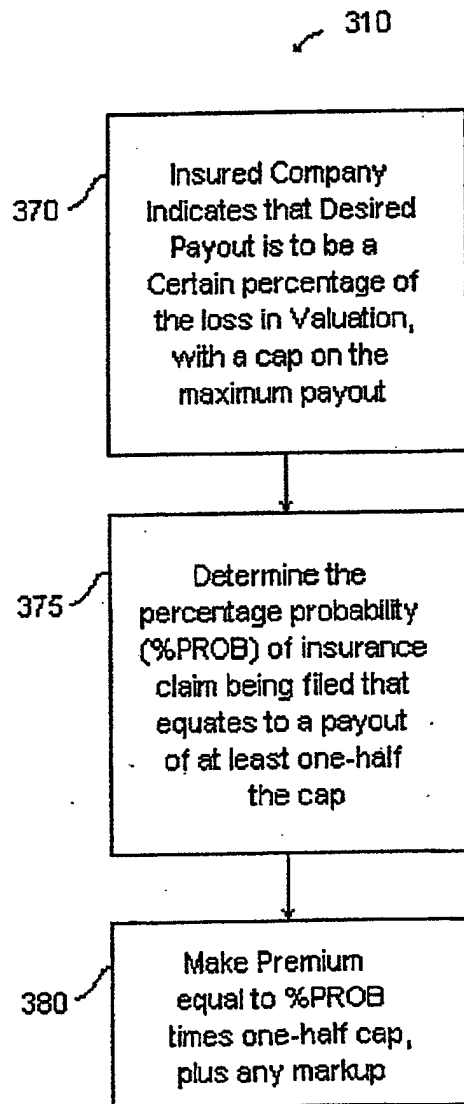 310
370
Insured Company
Indicates that Desired
Payout is to be a
Certain percentage of
the loss in Valuation,
with a cap on the
maximum payout
375
Determine the
percentage probability
(%PROB) of insurance
claim being filed that
equates to a payout
of at least one-half
the cap
380
Make Premium
equal to %PROB
times one-half cap,
plus any markup